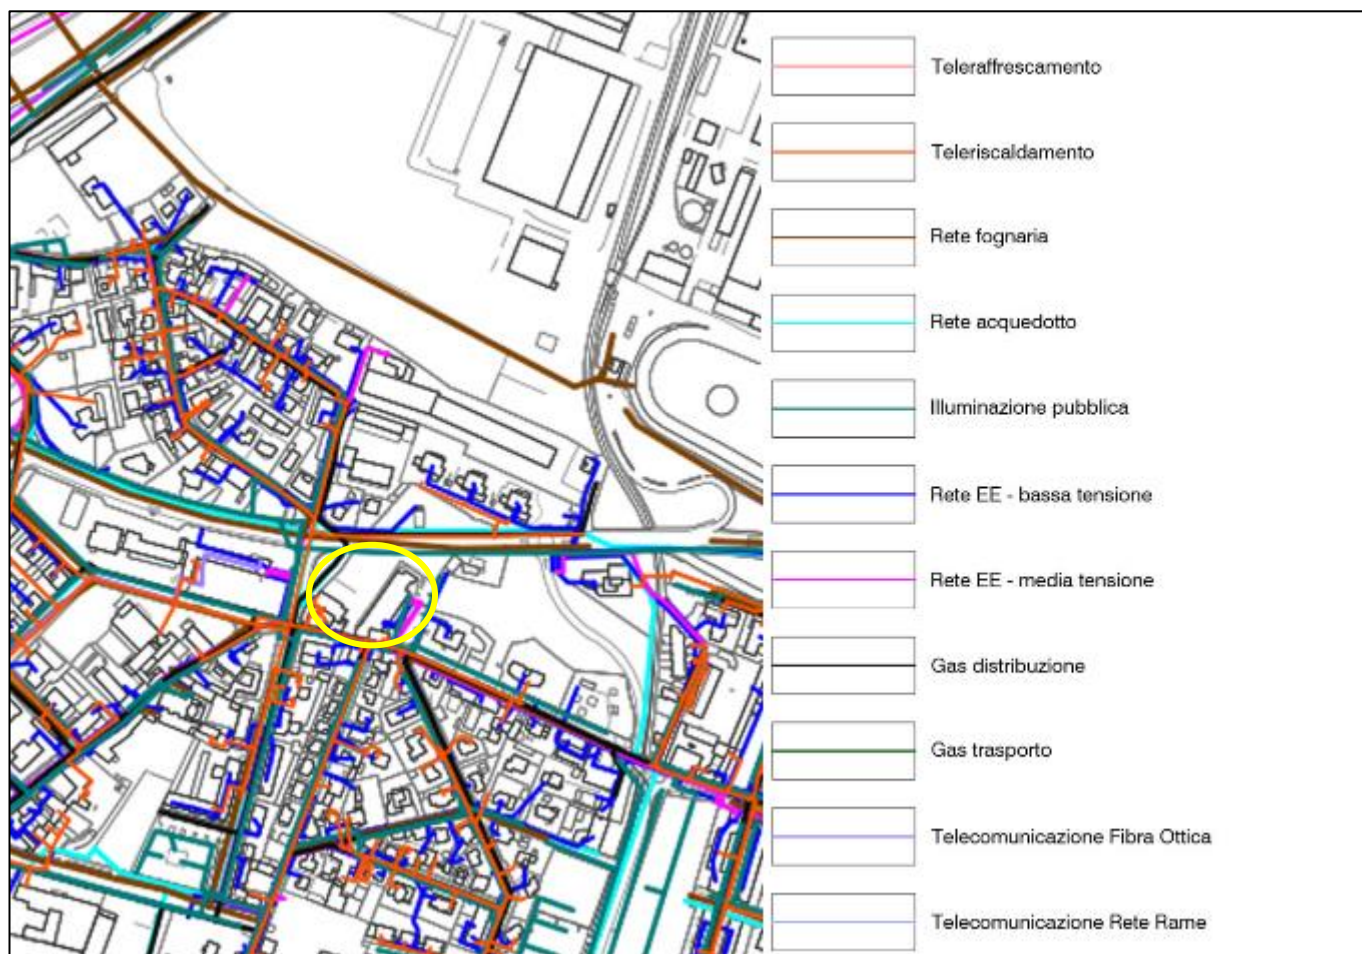 Teleraffrescamento
Teleriscaldamento
Rete fognaria
Rete acquedotto
Illuminazione pubblica
Rete EE - bassa tensione
Rete EE - media tensione
Gas distribuzione
Gas trasporto
Telecomunicazione Fibra Ottica
Telecomunicazione Rete Rame